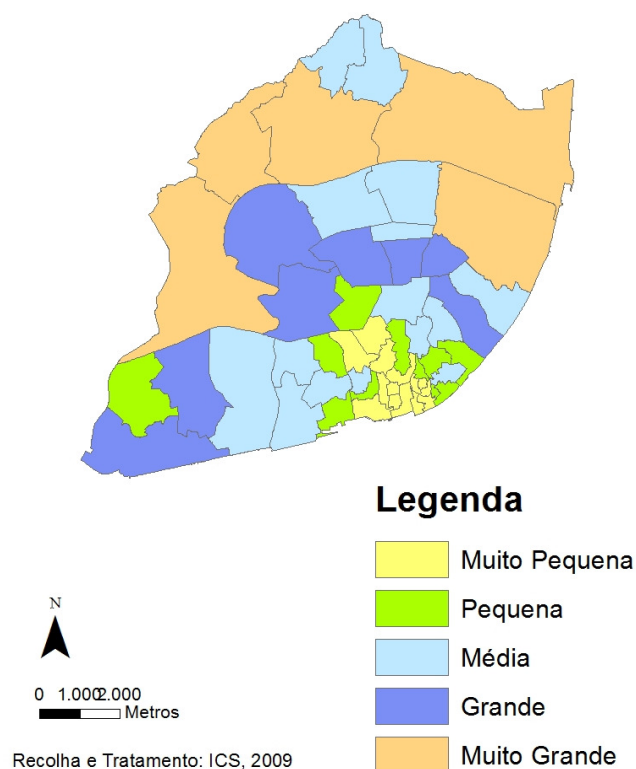 Legenda
Muito Pequena
Pequena
Média
Grande
Muito Grande
N
0 1.000 2.000
Metros
Recolha e Tratamento: ICS, 2009